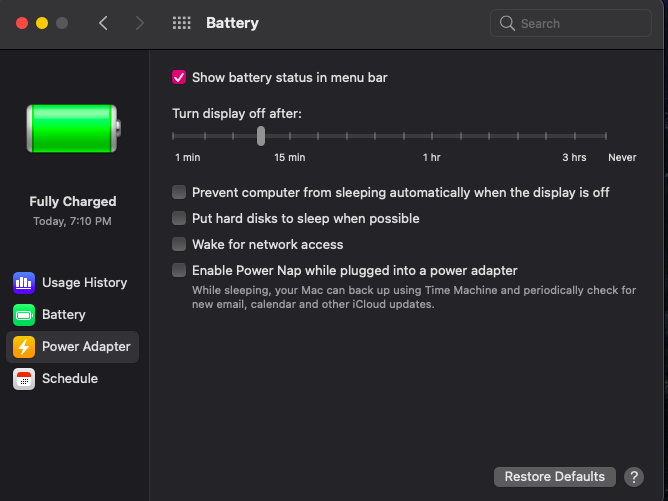 Battery
Search
Show battery status in menu bar
Turn display off after:
1 min 15 min 1 hr 3 hrs Never
Fully Charged
Today, 7:10 PM
Usage History
Battery
Power Adapter
Schedule
Prevent computer from sleeping automatically when the display is off
Put hard disks to sleep when possible
Wake for network access
Enable Power Nap while plugged into a power adapter
While sleeping, your Mac can back up using Time Machine and periodically check for
new email, calendar and other iCloud updates.
Restore Defaults ?